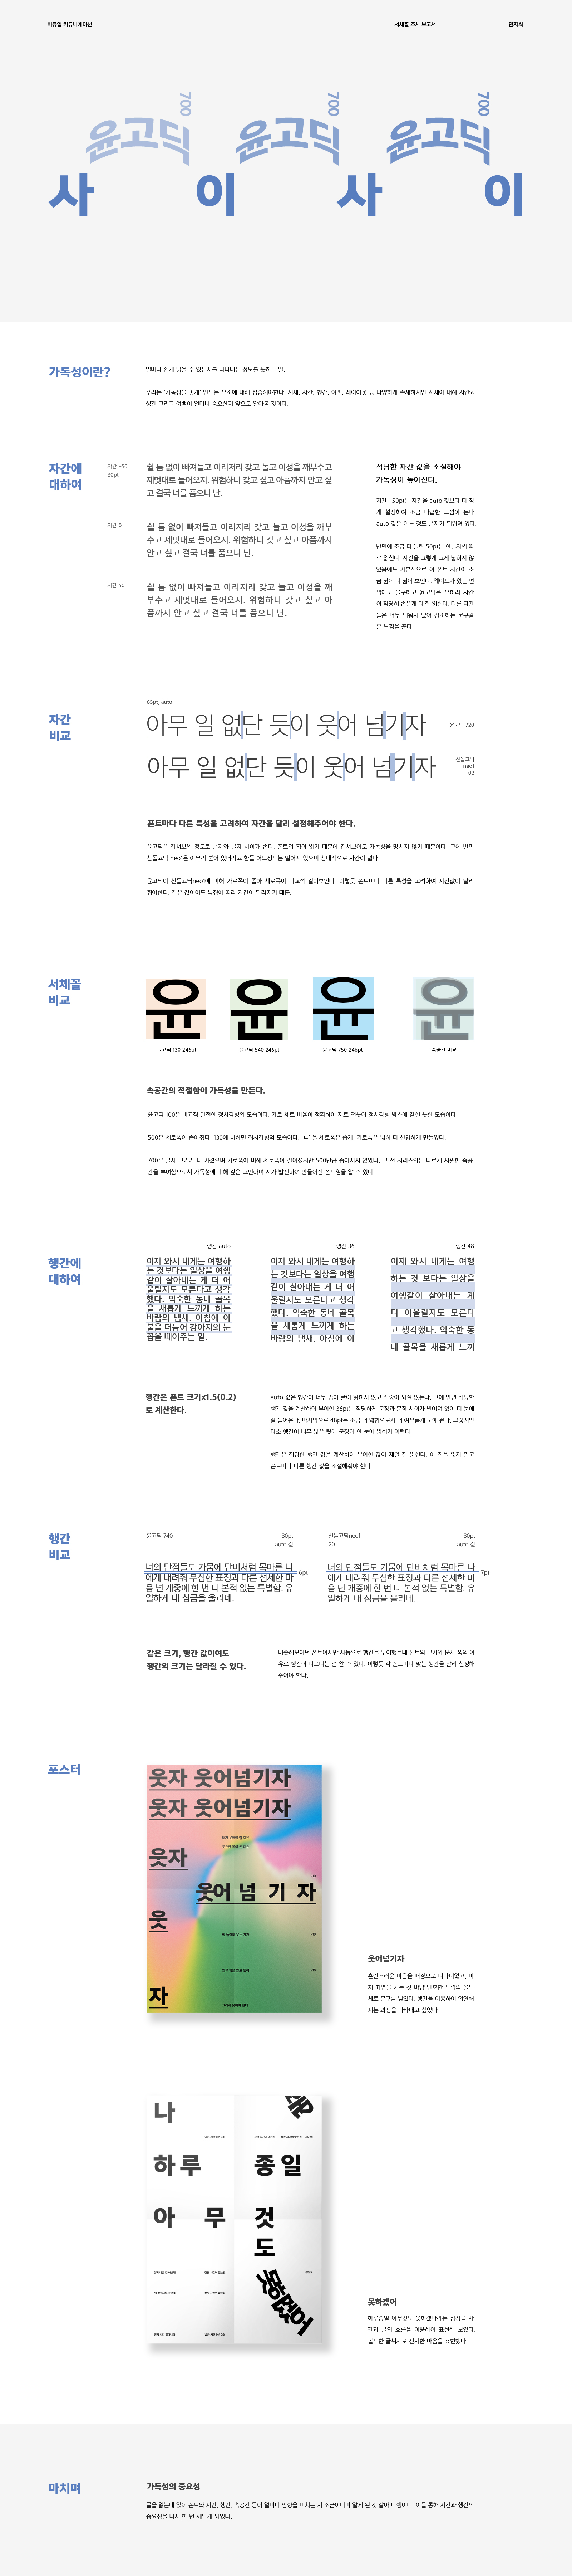 비쥬얼 커뮤니케이션
서체꼴 조사 보고서
민지희
윤고딕 700 윤고딕 700 윤고딕 700
사 이 사 이
가독성이란?
얼마나 쉽게 읽을 수 있는지를 나타내는 정도를 뜻하는 말.
우리는 '가독성을 좋게' 만드는 요소에 대해 집중해야한다. 서체, 자간, 행간, 여백, 레이아웃 등 다양하게 존재하지만 서체에 대해 자간과
행간 그리고 여백이 얼마나 중요한지 앞으로 알아볼 것이다.
자간에
대하여
자간 -50
30pt
쉴 틈 없이 빠져들고 이리저리 갖고 놀고 이성을 깨부수고
제멋대로 들어오지. 위험하니 갖고 싶고 아픔까지 안고 싶
고 결국 너를 품으니 난.
자간 0
쉴 틈 없이 빠져들고 이리저리 갖고 놀고 이성을 깨부
수고 제멋대로 들어오지. 위험하니 갖고 싶고 아픔까지
안고 싶고 결국 너를 품으니 난.
자간 50
쉴 틈 없이 빠져들고 이리저리 갖고 놀고 이성을 깨
부수고 제멋대로 들어오지. 위험하니 갖고 싶고 아
픔까지 안고 싶고 결국 너를 품으니 난.
적당한 자간 값을 조절해야
가독성이 높아진다.
자간 -50pt는 자간을 auto 값보다 더 적
게 설정하여 조금 다급한 느낌이 든다.
auto 값은 어느 정도 글자가 띄워져 있다.
반면에 조금 더 늘린 50pt는 한글자씩 따
로 읽힌다. 자간을 그렇게 크게 넓히지 않
았음에도 기본적으로 이 폰트 자간이 조
금 넓어 더 넓어 보인다. 웨이트가 있는 편
임에도 불구하고 윤고딕은 오히려 자간
이 적당히 좁은게 더 잘 읽힌다. 다른 자간
들은 너무 띄워져 있어 강조하는 문구같
은 느낌을 준다.
자간
비교
65pt, auto
아무 일 없단 듯이 웃어 넘기자
윤고딕 720
아무 일 없단 듯이 웃어 넘기자
산돌고딕
neo1
02
폰트마다 다른 특성을 고려하여 자간을 달리 설정해주어야 한다.
윤고딕은 겹쳐보일 정도로 글자와 글자 사이가 좁다. 폰트의 획이 얇기 때문에 겹쳐보여도 가독성을 망치지 않기 때문이다. 그에 반면
산돌고딕 neo1은 아무리 붙어 있더라고 한들 어느정도는 떨어져 있으며 상대적으로 자간이 넓다.
윤고딕이 산돌고딕neo1에 비해 가로폭이 좁아 세로폭이 비교적 길어보인다. 이렇듯 폰트마다 다른 특성을 고려하여 자간값이 달리
줘야한다. 같은 값이어도 특징에 따라 자간이 달라지기 때문.
서체꼴
비교
윤 윤 윤 윤
윤고딕 130 246pt
윤고딕 540 246pt
윤고딕 750 246pt
속공간 비교
속공간의 적절함이 가독성을 만든다.
윤고딕 100은 비교적 완전한 정사각형의 모습이다. 가로 세로 비율이 정확하여 자로 잰듯이 정사각형 박스에 갇힌 듯한 모습이다.
500은 세로폭이 좁아졌다. 130에 비하면 직사각형의 모습이다. 'ㄴ' 을 세로폭은 좁게, 가로폭은 넓혀 더 선명하게 만들었다.
700은 글자 크기가 더 커졌으며 가로폭에 비해 세로폭이 길어졌지만 500만큼 좁아지지 않았다. 그 전 시리즈와는 다르게 시원한 속공
간을 부여함으로서 가독성에 대해 깊은 고민하며 자가 발전하여 만들어진 폰트임을 알 수 있다.
행간에
대하여
행간 auto
이제 와서 내게는 여행하
는 것보다는 일상을 여행
같이 살아내는 게 더 어
울릴지도 모른다고 생각
했다. 익숙한 동네 골목
을 새롭게 느끼게 하는
바람의 냄새. 아침에 이
불을 더듬어 강아지의 눈
꼽을 떼어주는 일.
행간 36
이제 와서 내게는 여행하
는 것보다는 일상을 여행
같이 살아내는 게 더 어
울릴지도 모른다고 생각
했다. 익숙한 동네 골목
을 새롭게 느끼게 하는
바람의 냄새. 아침에 이
행간 48
이제 와서 내게는 여행
하는 것 보다는 일상을
여행같이 살아내는 게
더 어울릴지도 모른다
고 생각했다. 익숙한 동
네 골목을 새롭게 느끼
행간은 폰트 크기x1.5(0.2)
로 계산한다.
auto 값은 행간이 너무 좁아 글이 읽히지 않고 집중이 되질 않는다. 그에 반면 적당한
행간 값을 계산하여 부여한 36pt는 적당하게 문장과 문장 사이가 벌어져 있어 더 눈에
잘 들어온다. 마지막으로 48pt는 조금 더 넓힘으로서 더 여유롭게 눈에 띈다. 그렇지만
다소 행간이 너무 넓은 탓에 문장이 한 눈에 읽히기 어렵다.
행간은 적당한 행간 값을 계산하여 부여한 값이 제일 잘 읽힌다. 이 점을 잊지 말고
폰트마다 다른 행간 값을 조절해줘야 한다.
행간
비교
윤고딕 740
30pt
auto 값
너의 단점들도 가뭄에 단비처럼 목마른 나
에게 내려줘 무심한 표정과 다른 섬세한 마
음 넌 개중에 한 번 더 본적 없는 특별함. 유
일하게 내 심금을 울리네.
6pt
산돌고딕neo1
20
30pt
auto 값
너의 단점들도 가뭄에 단비처럼 목마른 나
에게 내려줘 무심한 표정과 다른 섬세한 마
음 넌 개중에 한 번 더 본적 없는 특별함. 유
일하게 내 심금을 울리네.
7pt
같은 크기, 행간 값이여도
행간의 크기는 달라질 수 있다.
비슷해보이던 폰트이지만 자동으로 행간을 부여했을때 폰트의 크기와 문자 폭의 이
유로 행간이 다르다는 걸 알 수 있다. 이렇듯 각 폰트마다 맞는 행간을 달리 설정해
주어야 한다.
포스터
웃자 웃어넘기자
웃자 웃어넘기자
웃자
웃어 넘 기 자
웃
자
웃어넘기자
혼란스러운 마음을 배경으로 나타내었고, 마
치 최면을 거는 것 마냥 단호한 느낌의 볼드
체로 문구를 넣었다. 행간을 이용하여 의연해
지는 과정을 나타내고 싶었다.
나
하루 종일
아 무 것
도
못하겠어
못하겠어
하루종일 아무것도 못하겠다라는 심정을 자
간과 글의 흐름을 이용하여 표현해 보았다.
볼드한 글씨체로 진지한 마음을 표현했다.
마치며
가독성의 중요성
글을 읽는데 있어 폰트와 자간, 행간, 속공간 등이 얼마나 영향을 미치는 지 조금이나마 알게 된 것 같아 다행이다. 이를 통해 자간과 행간의
중요성을 다시 한 번 깨닫게 되었다.